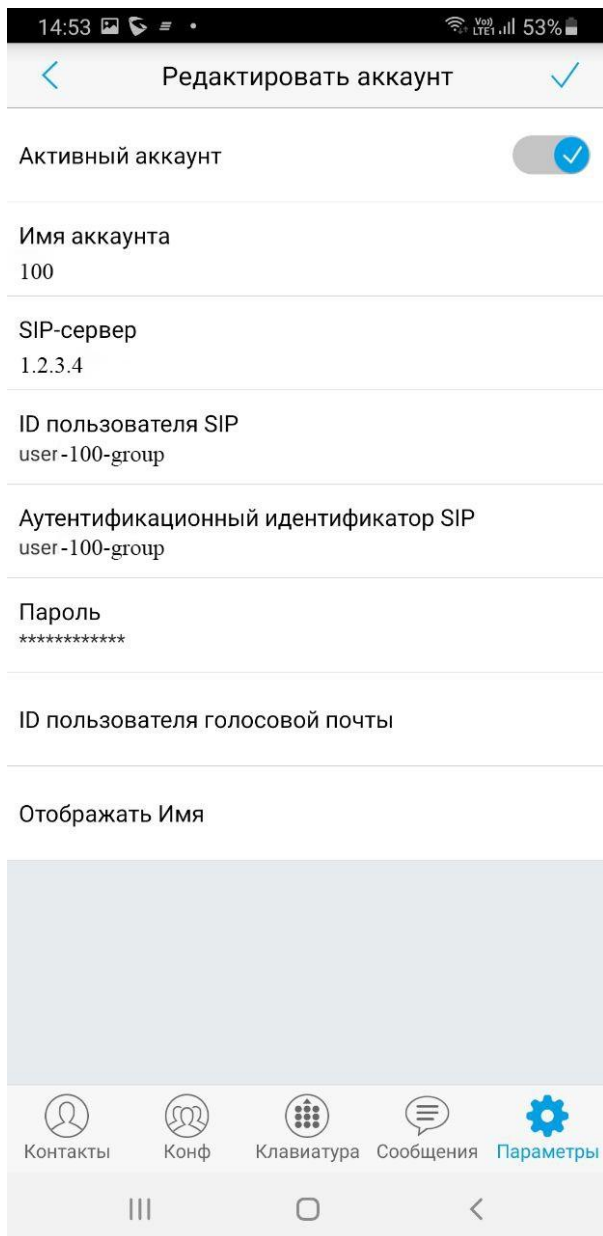 14:53 Vo)) LTE1 53%
Редактировать аккаунт
Активный аккаунт
Имя аккаунта
100
SIP-сервер
1.2.3.4
ID пользователя SIP
user-100-group
Аутентификационный идентификатор SIP
user-100-group
Пароль
************
ID пользователя голосовой почты
Отображать Имя
Контакты Конф Клавиатура Сообщения Параметры